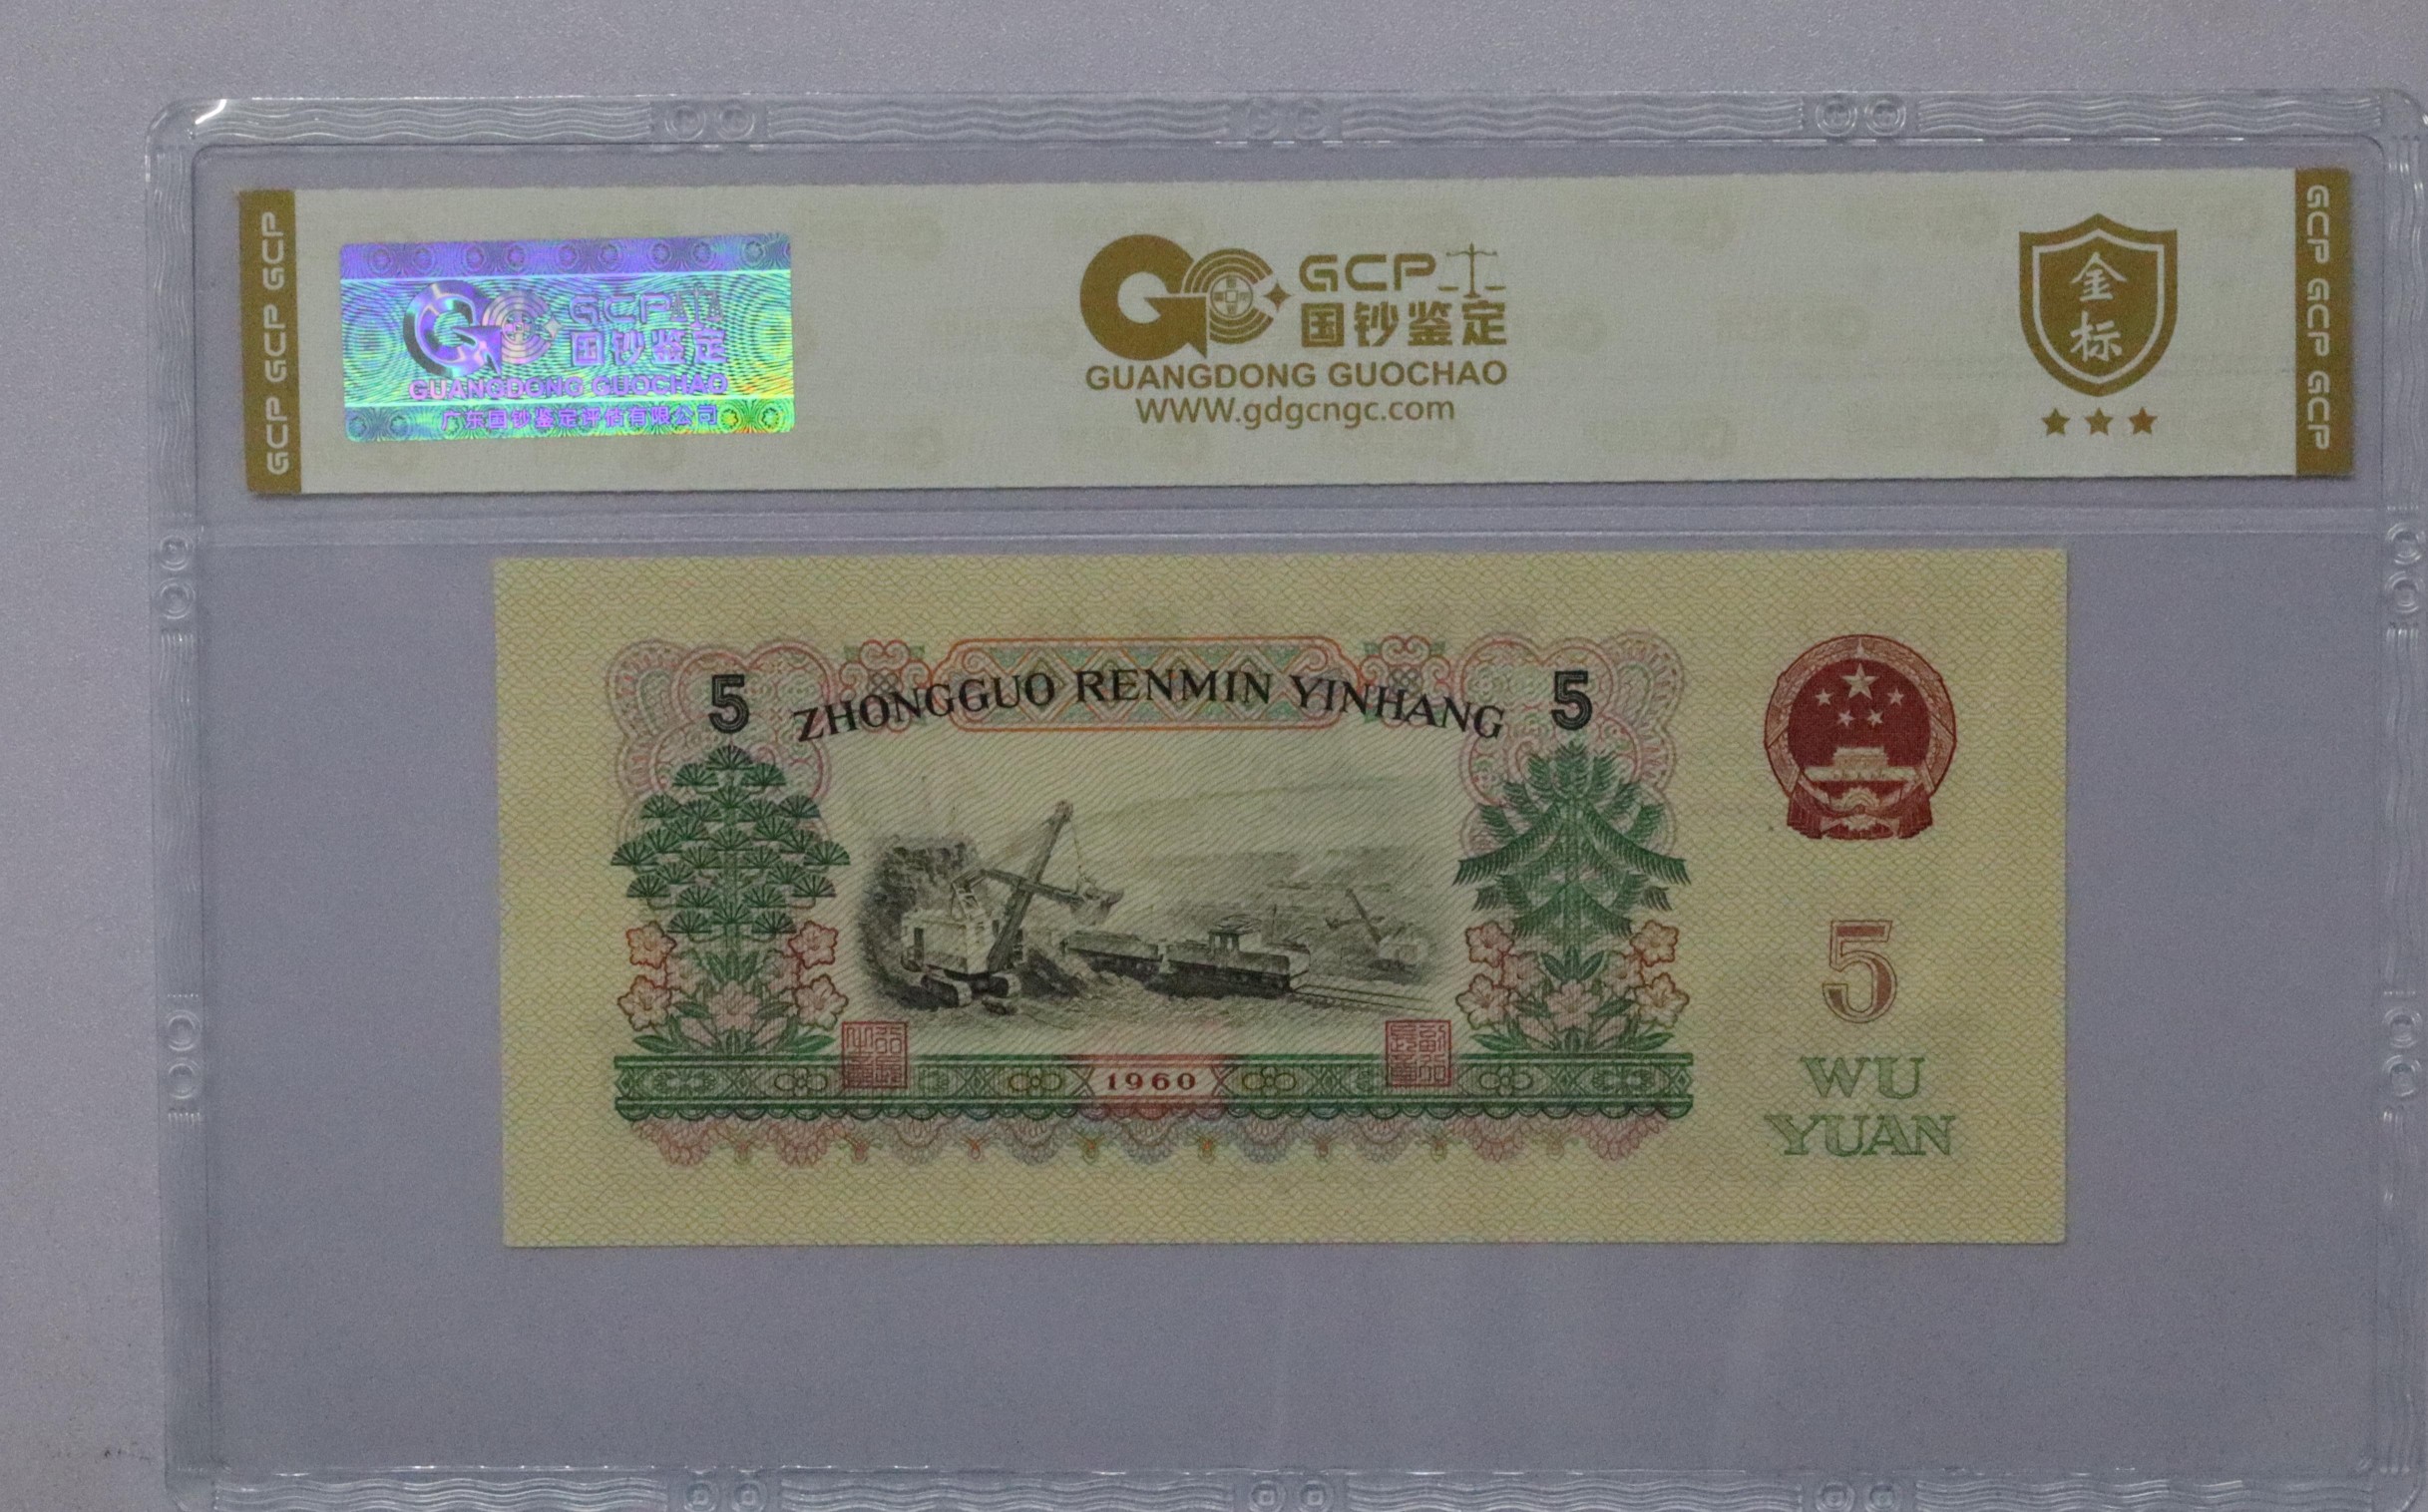 GCP GCP GCP
GCP
国钞鉴定
GUANGDONG GUOCHAO
广东国钞鉴定评估有限公司
GCP
国钞鉴定
GUANGDONG GUOCHAO
WWW.gdgcngc.com
金
标
GCP GCP GCP
5
ZHONGGUO RENMIN YINHANG
5
1960
5
WU
YUAN